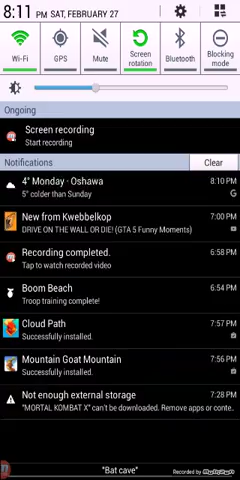 8:11 PM SAT, FEBRUARY 27
Wi-Fi
GPS
Mute
Screen rotation
Bluetooth
Blocking mode
Ongoing
Screen recording
Start recording
Notifications
Clear
4° Monday · Oshawa
8:10 PM
5° colder than Sunday
G
New from Kwebbelkop
7:00 PM
DRIVE ON THE WALL OR DIE! (GTA 5 Funny Moments)
Recording completed.
6:58 PM
Tap to watch recorded video
Boom Beach
6:54 PM
Troop training complete!
Cloud Path
7:57 PM
Successfully installed.
Mountain Goat Mountain
7:56 PM
Successfully installed.
Not enough external storage
7:28 PM
"MORTAL KOMBAT X" can't be downloaded. Remove apps or conte..
"Bat cave"
Recorded by